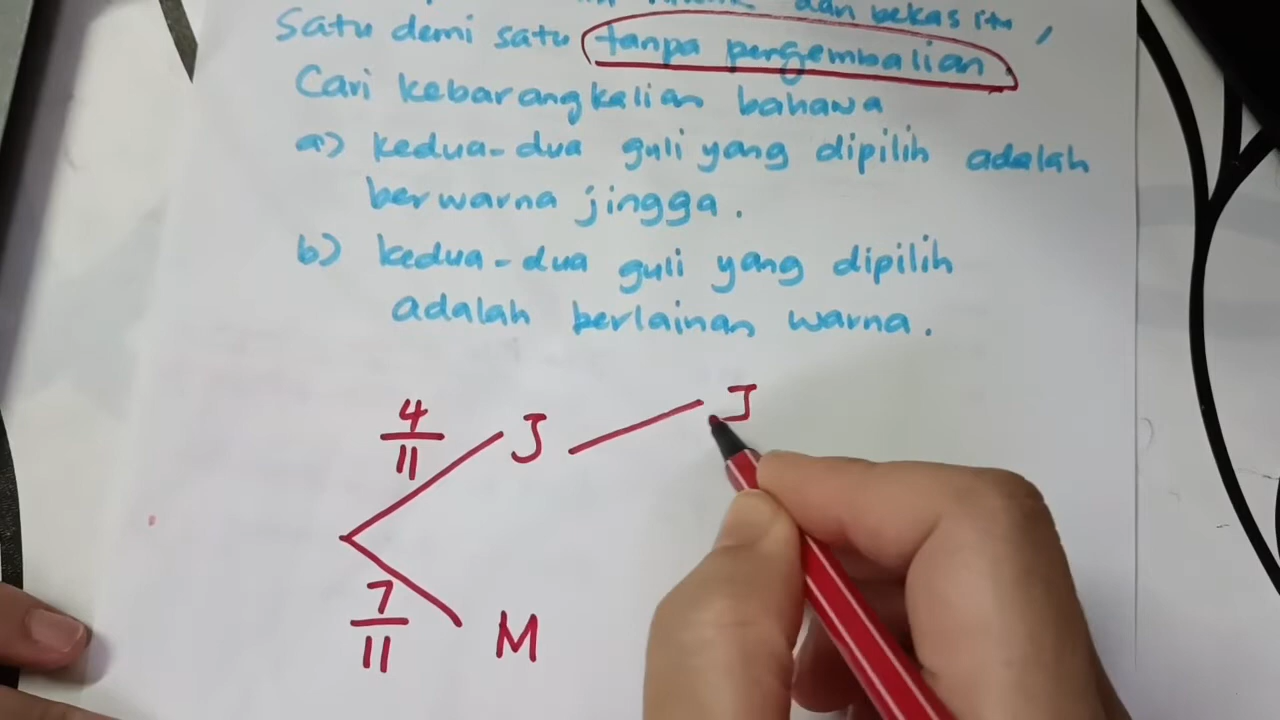 dan bekas itu,
Satu demi satu tanpa pengembalian
Cari kebarangkalian bahawa
a) kedua-dua guli yang dipilih adalah
berwarna jingga.
b) kedua-dua guli yang dipilih
adalah berlainan warna.
4/11 J J
7/11 M